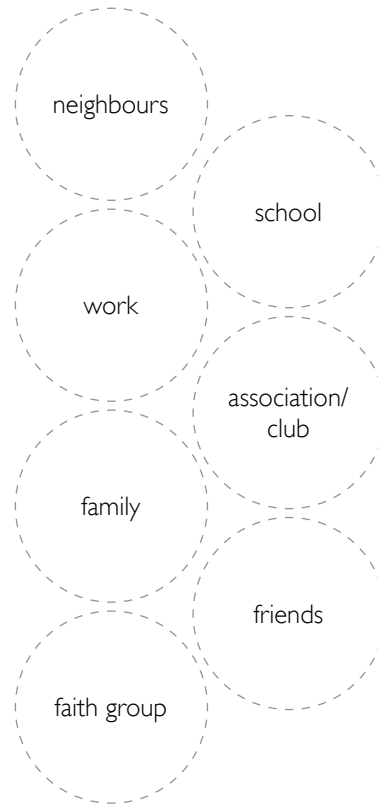 neighbours
school
work
association/
club
family
friends
faith group